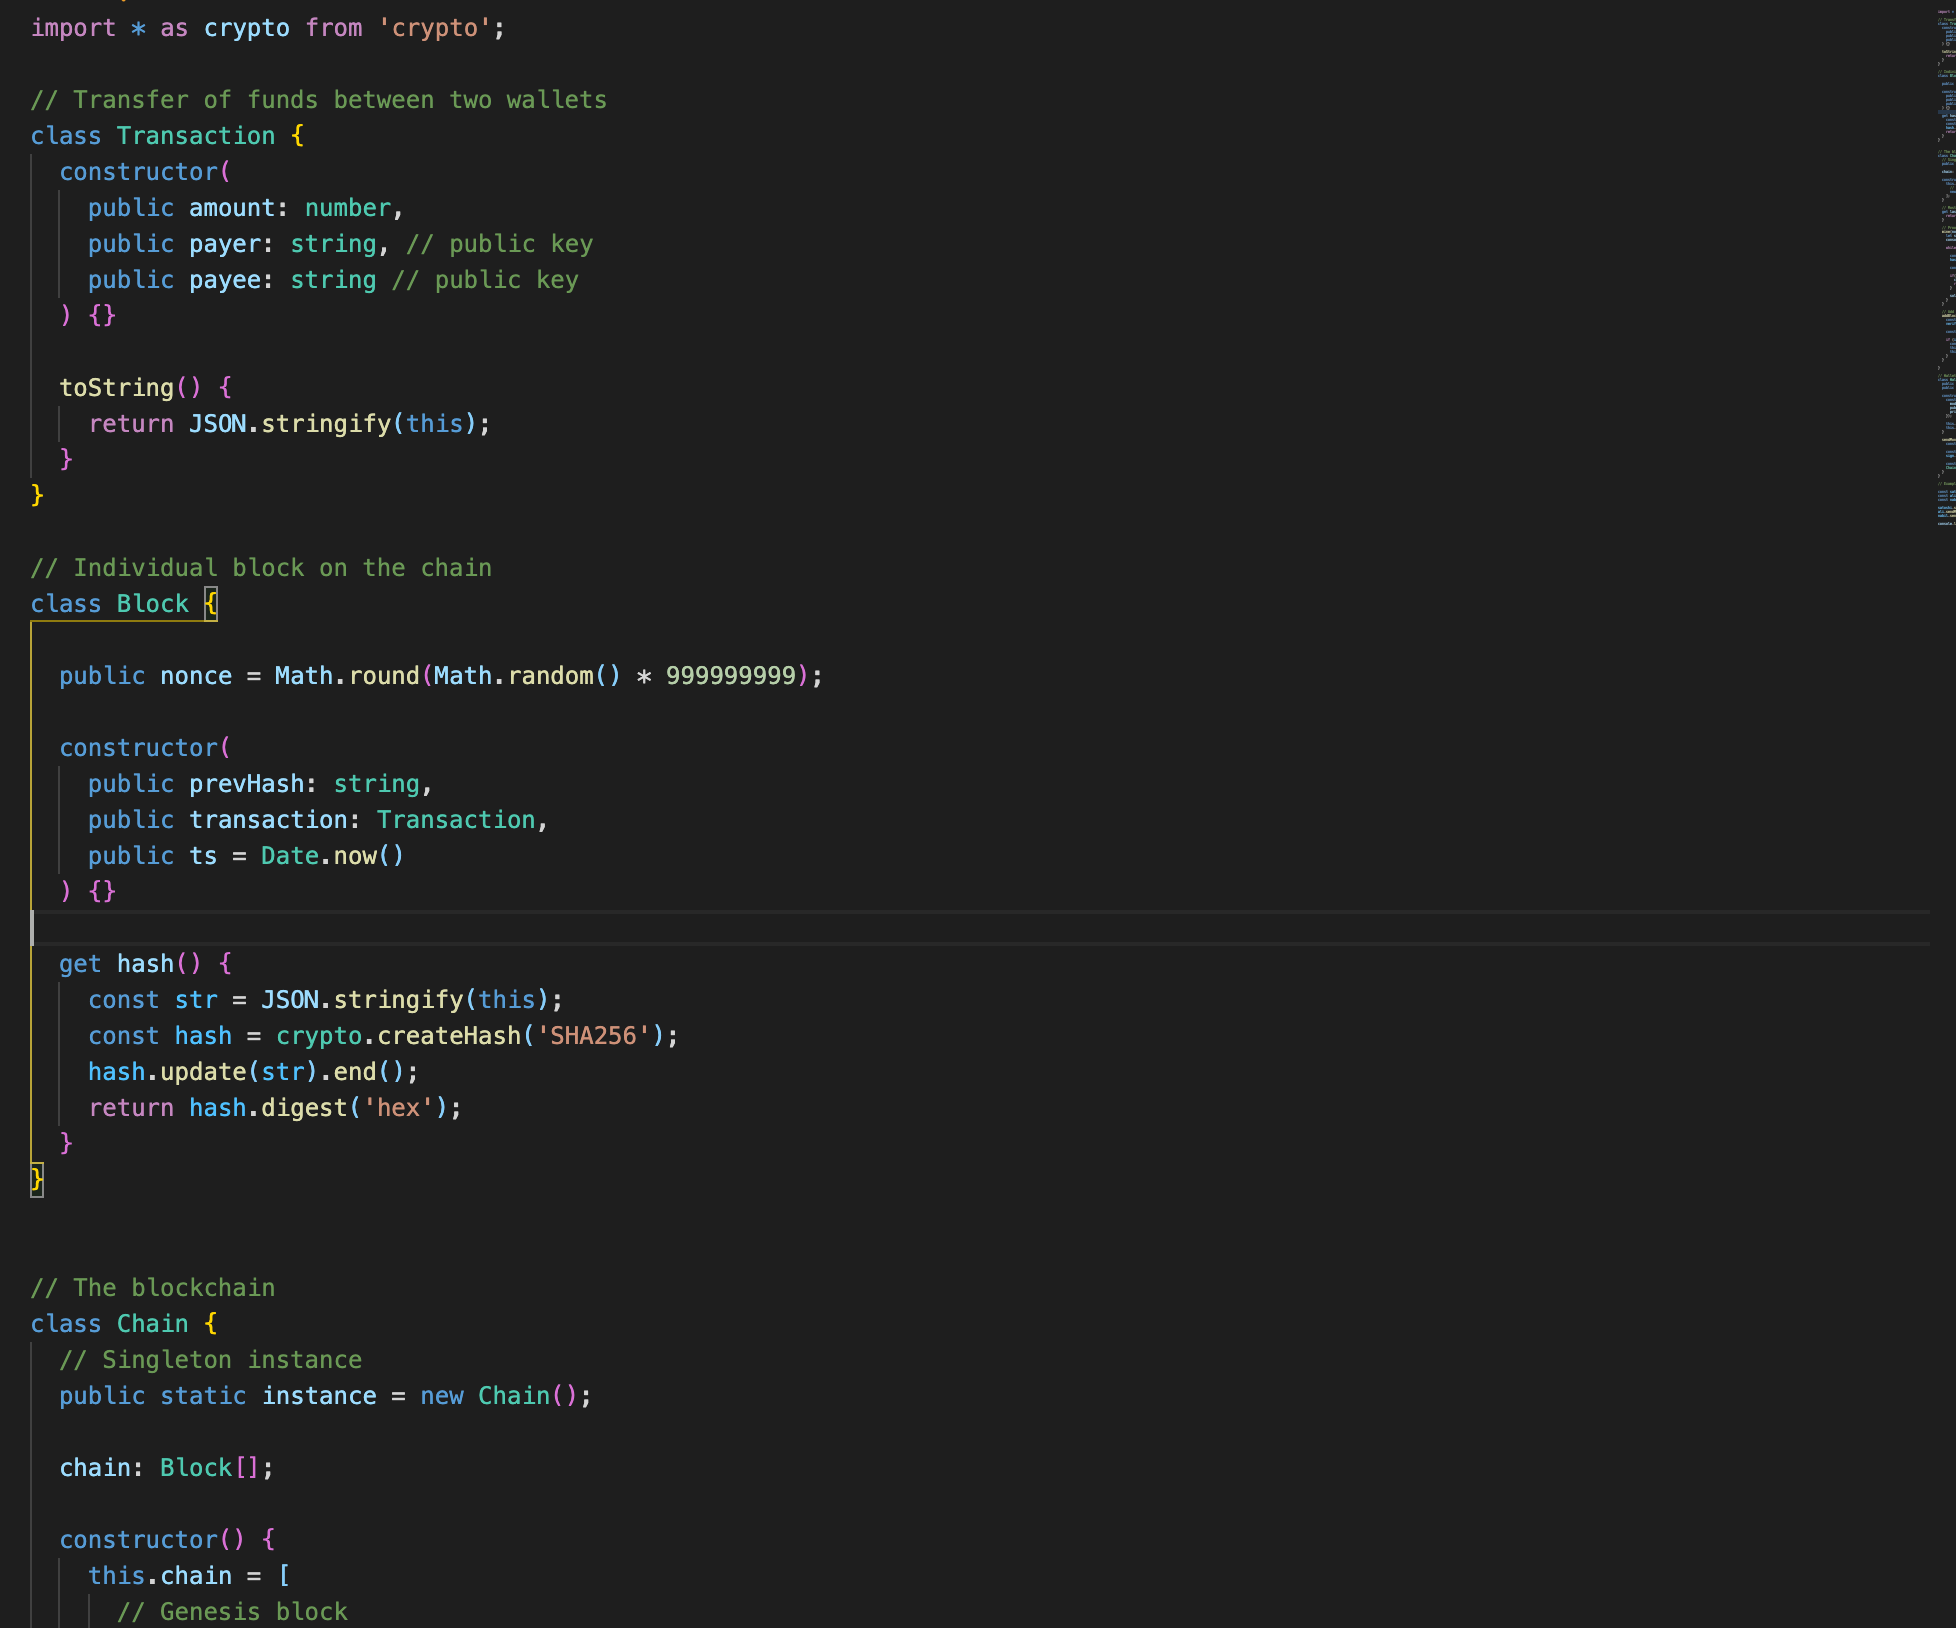 import * as crypto from 'crypto';
// Transfer of funds between two wallets
class Transaction {
  constructor(
    public amount: number,
    public payer: string, // public key
    public payee: string // public key
  ) {}
  toString() {
    return JSON.stringify(this);
  }
}
// Individual block on the chain
class Block {
  public nonce = Math.round(Math.random() * 999999999);
  constructor(
    public prevHash: string,
    public transaction: Transaction,
    public ts = Date.now()
  ) {}
  get hash() {
    const str = JSON.stringify(this);
    const hash = crypto.createHash('SHA256');
    hash.update(str).end();
    return hash.digest('hex');
  }
}
// The blockchain
class Chain {
  // Singleton instance
  public static instance = new Chain();
  chain: Block[];
  constructor() {
    this.chain = [
      // Genesis block